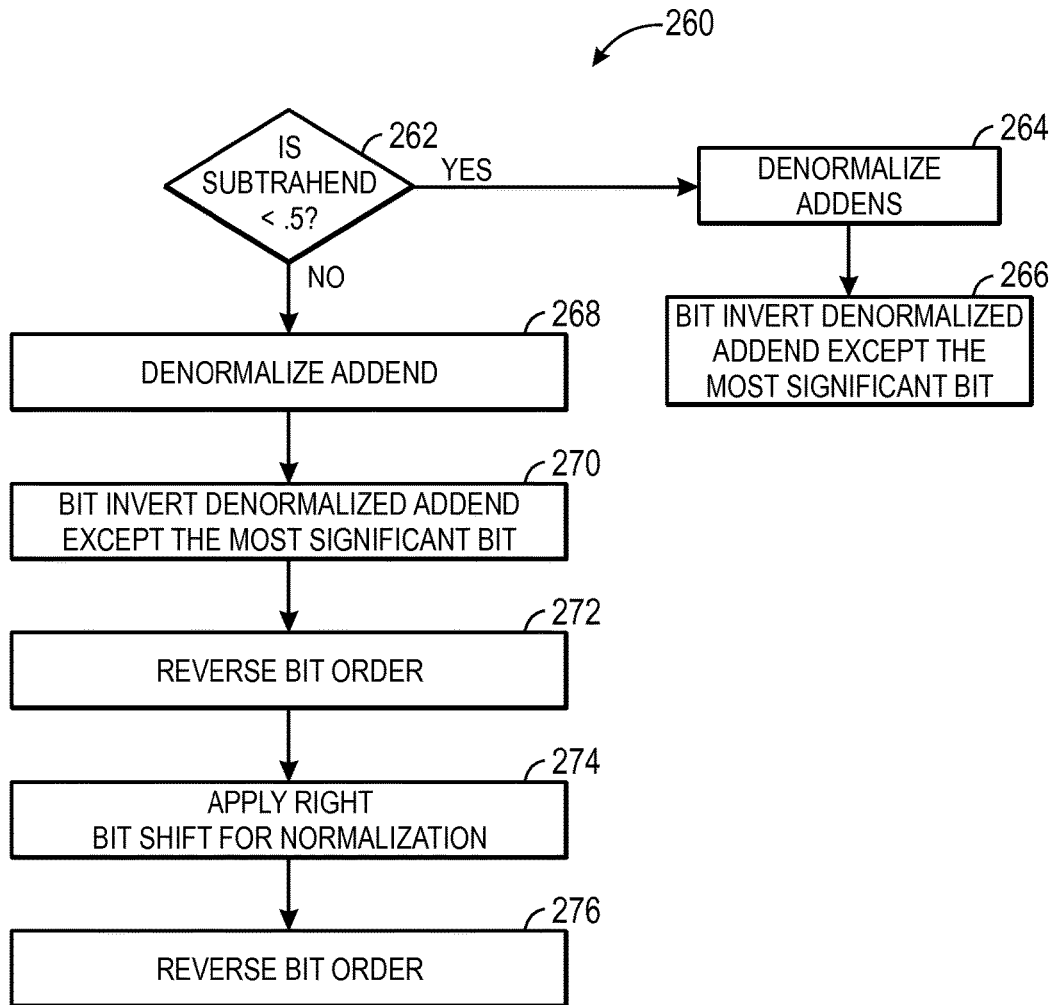 260
IS
SUBTRAHEND
< .5?
262
YES
NO
264
DENORMALIZE
ADDENS
266
BIT INVERT DENORMALIZED
ADDEND EXCEPT THE
MOST SIGNIFICANT BIT
268
DENORMALIZE ADDEND
270
BIT INVERT DENORMALIZED ADDEND
EXCEPT THE MOST SIGNIFICANT BIT
272
REVERSE BIT ORDER
274
APPLY RIGHT
BIT SHIFT FOR NORMALIZATION
276
REVERSE BIT ORDER